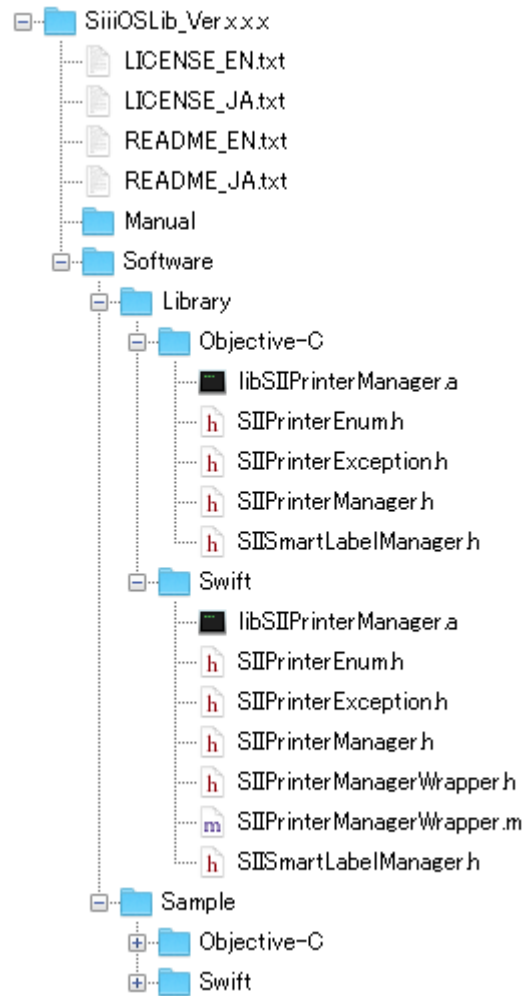 SiiiOSLib_Ver.x.x.x
LICENSE_EN.txt
LICENSE_JA.txt
README_EN.txt
README_JA.txt
Manual
Software
Library
Objective-C
libSIIPrinterManager.a
h SIIPrinterEnum.h
h SIIPrinterException.h
h SIIPrinterManager.h
h SIISmartLabelManager.h
Swift
libSIIPrinterManager.a
h SIIPrinterEnum.h
h SIIPrinterException.h
h SIIPrinterManager.h
h SIIPrinterManagerWrapper.h
m SIIPrinterManagerWrapper.m
h SIISmartLabelManager.h
Sample
Objective-C
Swift